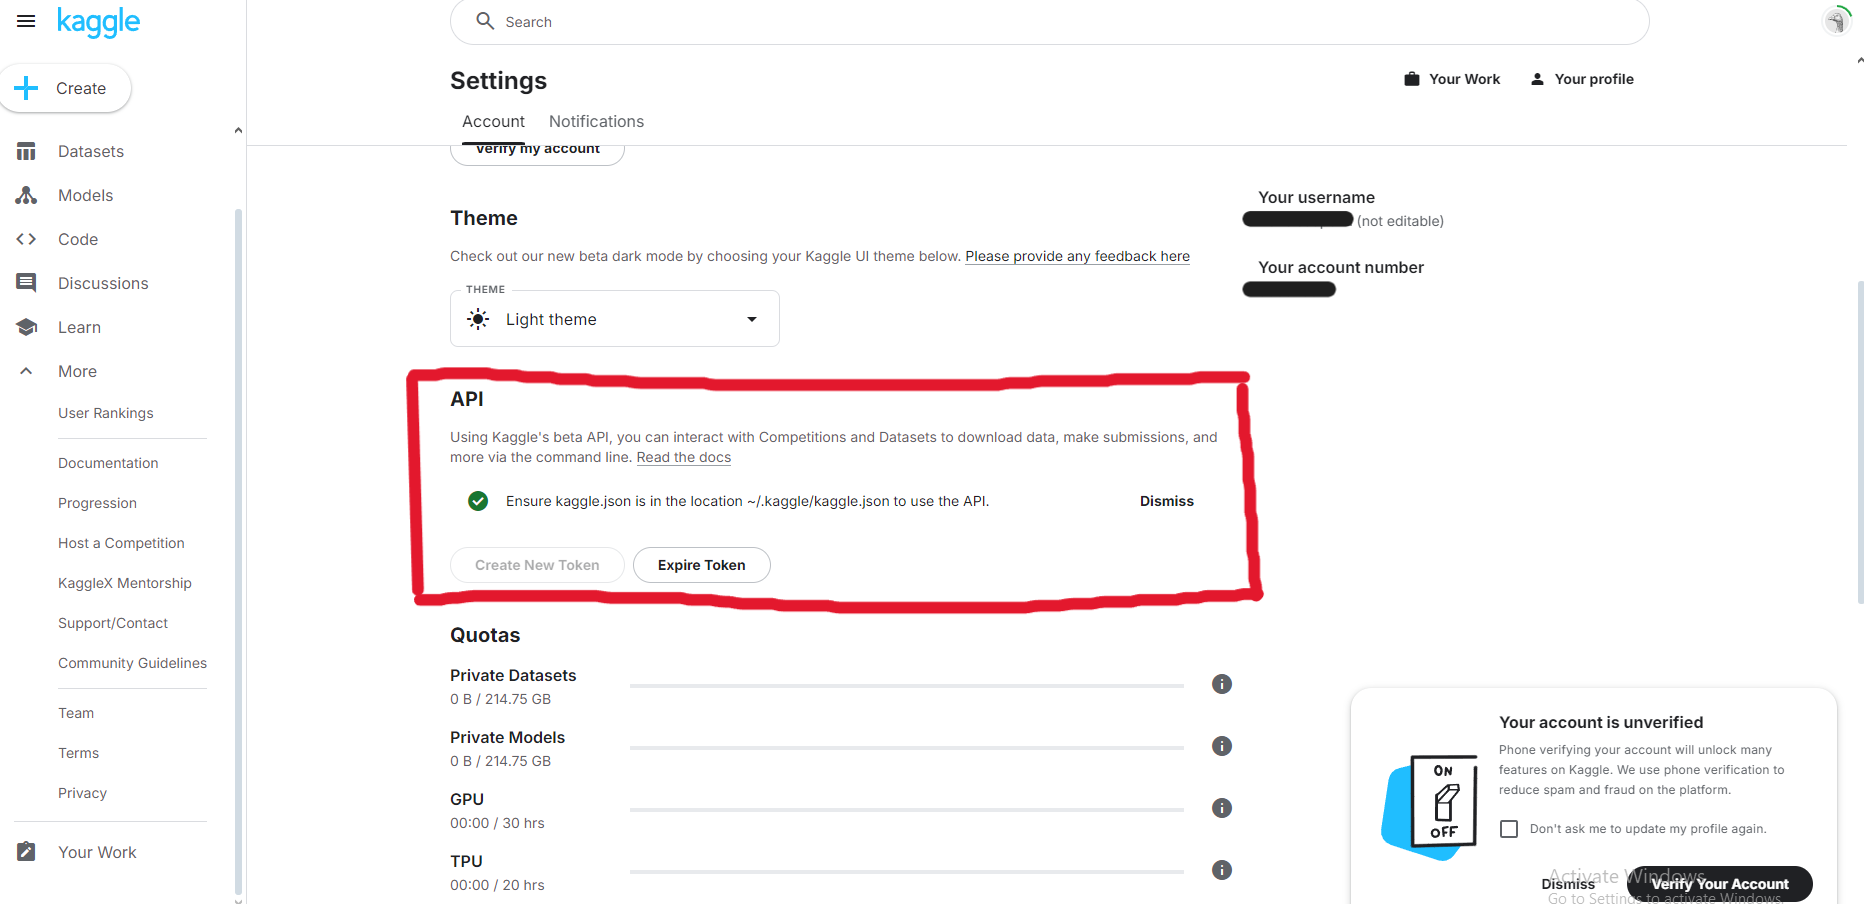 kaggle
Search
Create
Settings
Your Work
Your profile
Account
Notifications
Datasets
Models
Code
Discussions
Learn
More
User Rankings
Documentation
Progression
Host a Competition
KaggleX Mentorship
Support/Contact
Community Guidelines
Team
Terms
Privacy
Your Work
Verify my account
Theme
Check out our new beta dark mode by choosing your Kaggle UI theme below. Please provide any feedback here
THEME
Light theme
API
Using Kaggle's beta API, you can interact with Competitions and Datasets to download data, make submissions, and
more via the command line. Read the docs
Ensure kaggle.json is in the location ~/.kaggle/kaggle.json to use the API.
Dismiss
Create New Token
Expire Token
Quotas
Private Datasets
0 B / 214.75 GB
Private Models
0 B / 214.75 GB
GPU
00:00 / 30 hrs
TPU
00:00 / 20 hrs
Your username
(not editable)
Your account number
Your account is unverified
Phone verifying your account will unlock many
features on Kaggle. We use phone verification to
reduce spam and fraud on the platform.
ON
OFF
Don't ask me to update my profile again.
Dismiss
Verify Your Account
Activate Windows
Go to Settings to activate Windows.